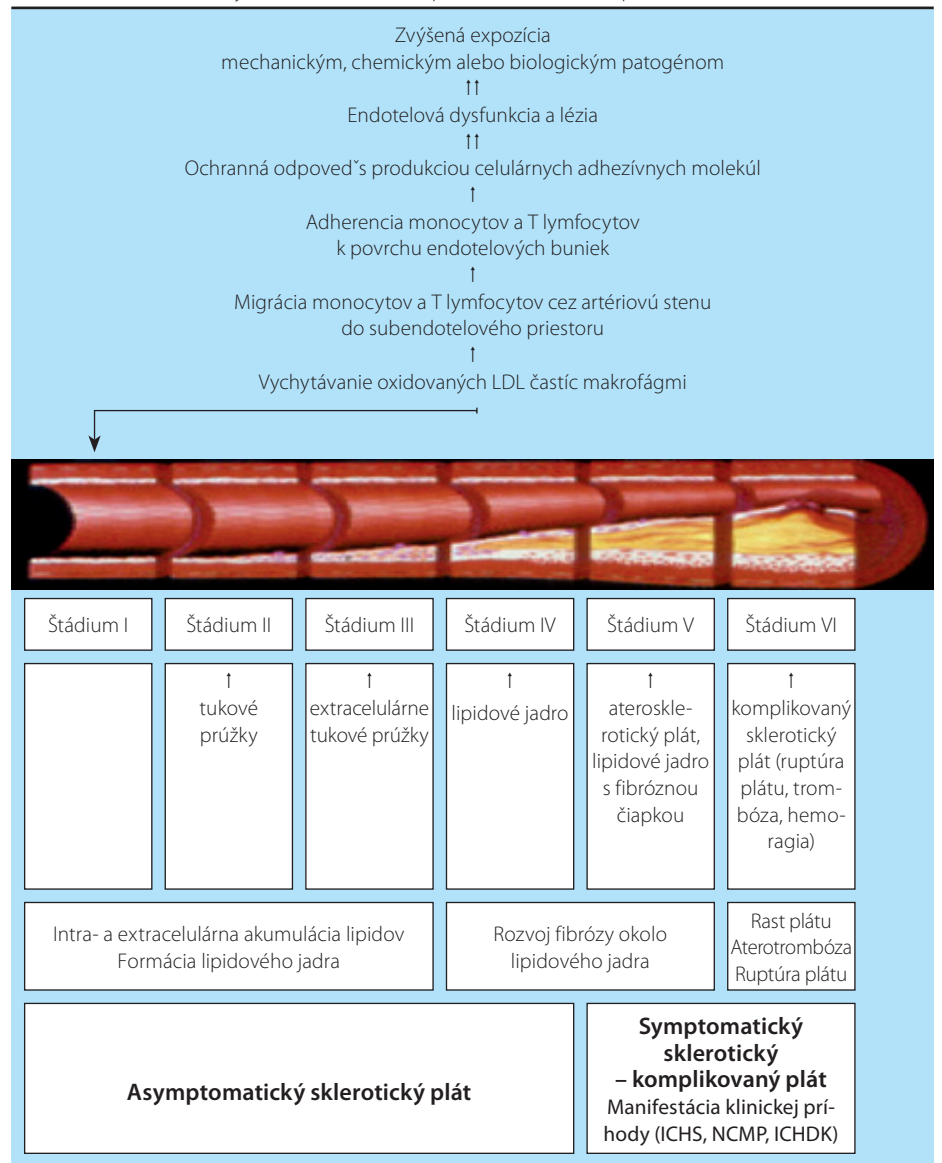 Zvýšená expozícia
mechanickým, chemickým alebo biologickým patogénom
↑↑
Endotelová dysfunkcia a lézia
↑↑
Ochranná odpoveďˇs produkciou celulárnych adhezívnych molekúl
↑
Adherencia monocytov a T lymfocytov
k povrchu endotelových buniek
↑
Migrácia monocytov a T lymfocytov cez artériovú stenu
do subendotelového priestoru
↑
Vychytávanie oxidovaných LDL častíc makrofágmi
Štádium I
Štádium II
Štádium III
Štádium IV
Štádium V
Štádium VI
↑
tukové
prúžky
↑
extracelulárne
tukové prúžky
↑
lipidové jadro
↑
ateroskle-
rotický plát,
lipidové jadro
s fibróznou
čiapkou
↑
komplikovaný
sklerotický
plát (ruptúra
plátu, trom-
bóza, hemo-
ragia)
Intra- a extracelulárna akumulácia lipidov
Formácia lipidového jadra
Rozvoj fibrózy okolo
lipidového jadra
Rast plátu
Aterotrombóza
Ruptúra plátu
Asymptomatický sklerotický plát
Symptomatický
sklerotický
– komplikovaný plát
Manifestácia klinickej prí-
hody (ICHS, NCMP, ICHDK)